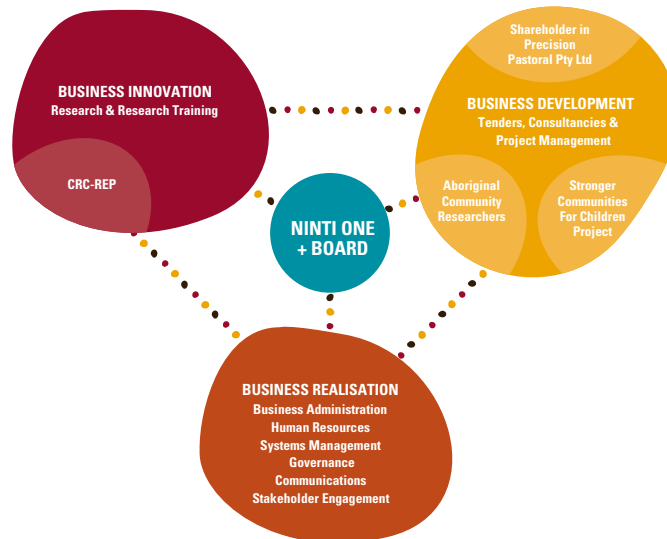 BUSINESS INNOVATION
Research & Research Training
CRC-REP
Shareholder in
Precision
Pastoral Pty Ltd
BUSINESS DEVELOPMENT
Tenders, Consultancies &
Project Management
Aboriginal
Community
Researchers
Stronger
Communities
For Children
Project
NINTI ONE
+ BOARD
BUSINESS REALISATION
Business Administration
Human Resources
Systems Management
Governance
Communications
Stakeholder Engagement